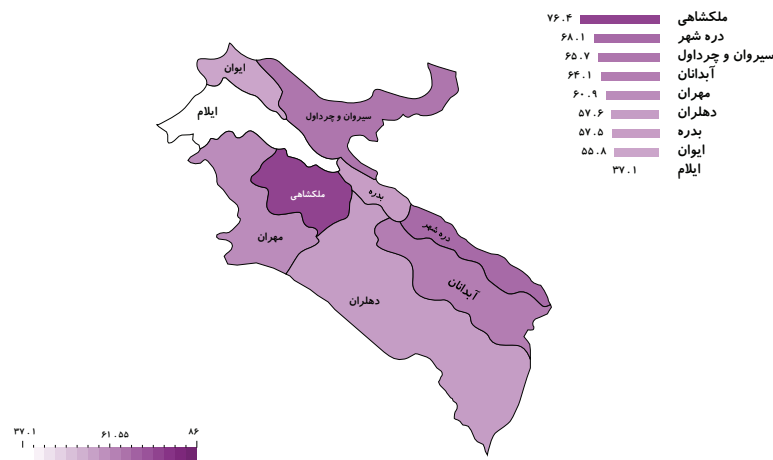 ملکشاهی ۷۶.۴
دره شهر ۶۸.۱
سیروان و چرداول ۶۵.۷
آبدانان ۶۴.۱
مهران ۶۰.۹
دهلران ۵۷.۶
بدره ۵۷.۵
ایوان ۵۵.۸
ایلام ۳۷.۱
ایوان
ایلام
سیروان و چرداول
ملکشاهی
بدره
مهران
دره شهر
آبدانان
دهلران
۳۷.۱ ۶۱.۵۵ ۸۶